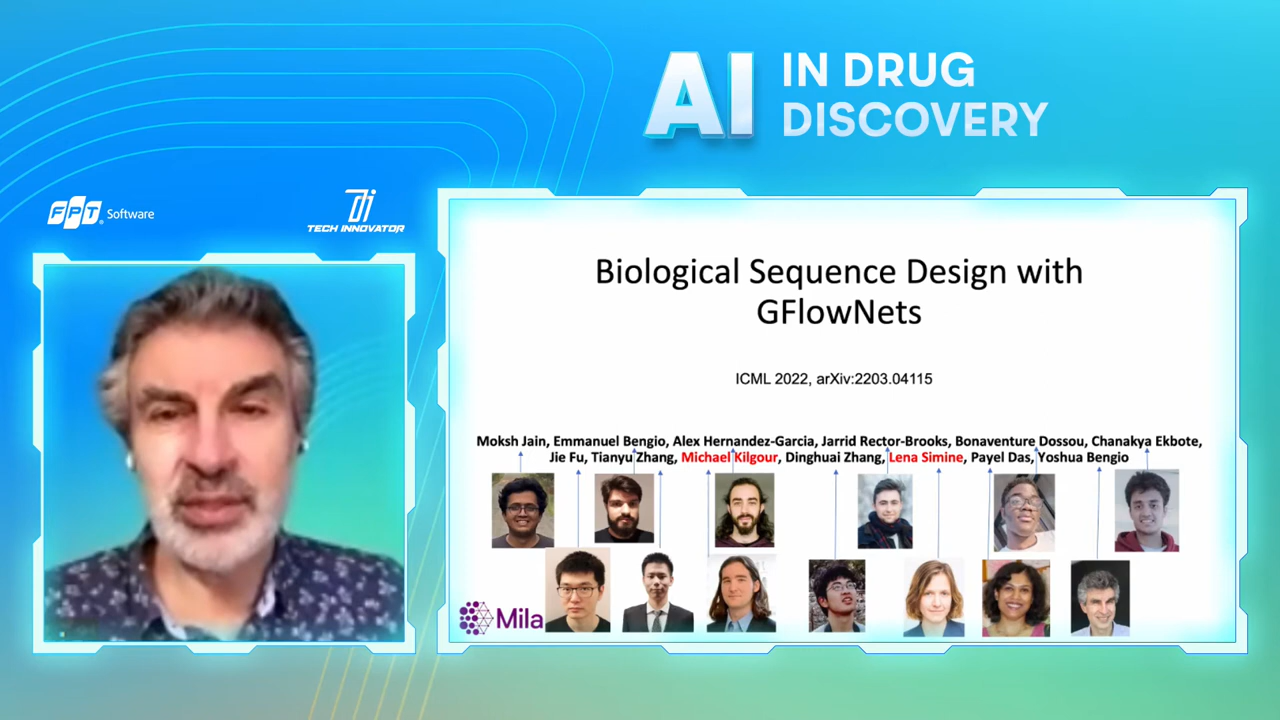 AI IN DRUG
DISCOVERY
FPT Software
TECH INNOVATOR
Biological Sequence Design with
GFlowNets
ICML 2022, arXiv:2203.04115
Moksh Jain, Emmanuel Bengio, Alex Hernandez-Garcia, Jarrid Rector-Brooks, Bonaventure Dossou, Chanakya Ekbote,
Jie Fu, Tianyu Zhang, Michael Kilgour, Dinghuai Zhang, Lena Simine, Payel Das, Yoshua Bengio
Mila